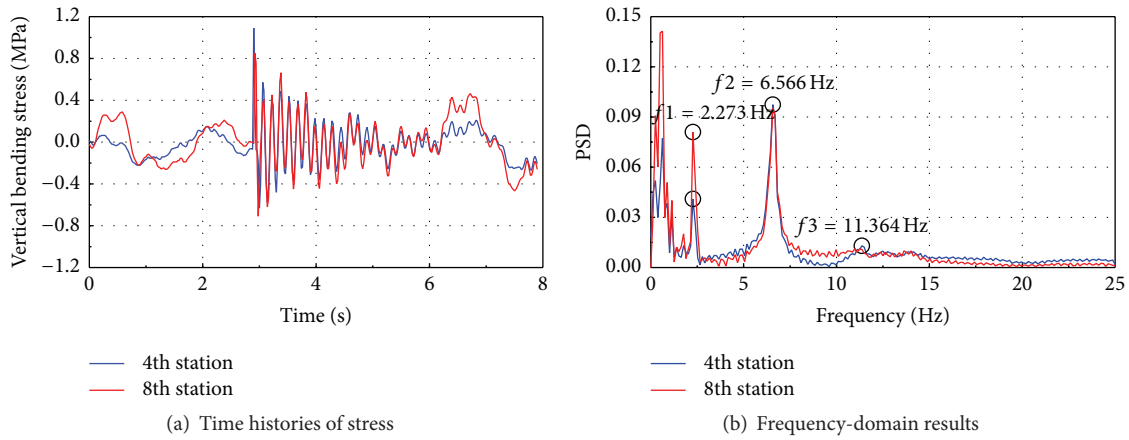 1.2
0.8
0.4
0.0
−0.4
−0.8
−1.2
Vertical bending stress (MPa)
0 2 4 6 8
Time (s)
4th station
8th station
(a) Time histories of stress
0.15
0.12
0.09
0.06
0.03
0.00
PSD
f2 = 6.566 Hz
f1 = 2.273 Hz
f3 = 11.364 Hz
0 5 10 15 20 25
Frequency (Hz)
4th station
8th station
(b) Frequency-domain results